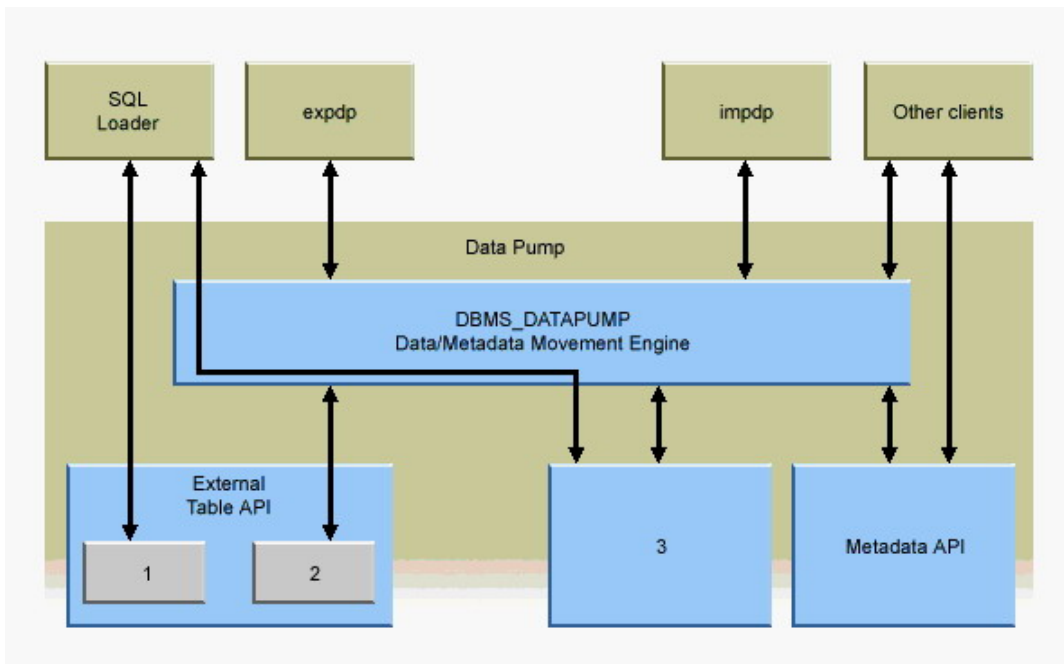 SQL
Loader
expdp
impdp
Other clients
Data Pump
DBMS_DATAPUMP
Data/Metadata Movement Engine
External
Table API
1
2
3
Metadata API